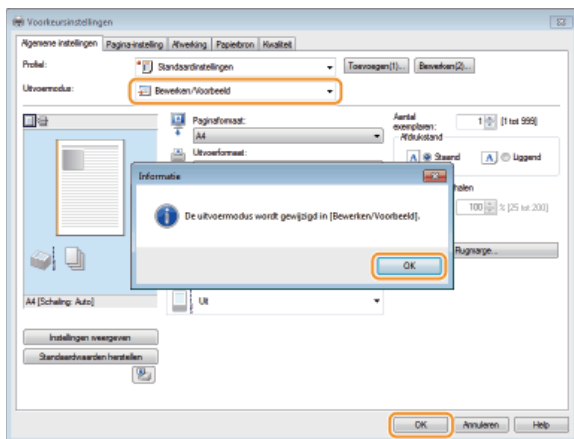 Voorkeursinstellingen
Algemene instellingen Pagina-instelling Afwerking Papierbron Kwaliteit
Profiel: Standaardinstellingen Toevoegen(1)... Bewerken(2)...
Uitvoermodus: Bewerken/Voorbeeld
Paginaformaat:
A4
Uitvoerformaat:
Aantal exemplaren: 1 [1 tot 999]
Afdrukstand
A Staand A Liggend
halen
100 % [25 tot 200]
Informatie
De uitvoermodus wordt gewijzigd in [Bewerken/Voorbeeld].
OK
Rugmarge...
A4 [Schaling: Auto]
Uit
Instellingen weergeven
Standaardwaarden herstellen
OK Annuleren Help